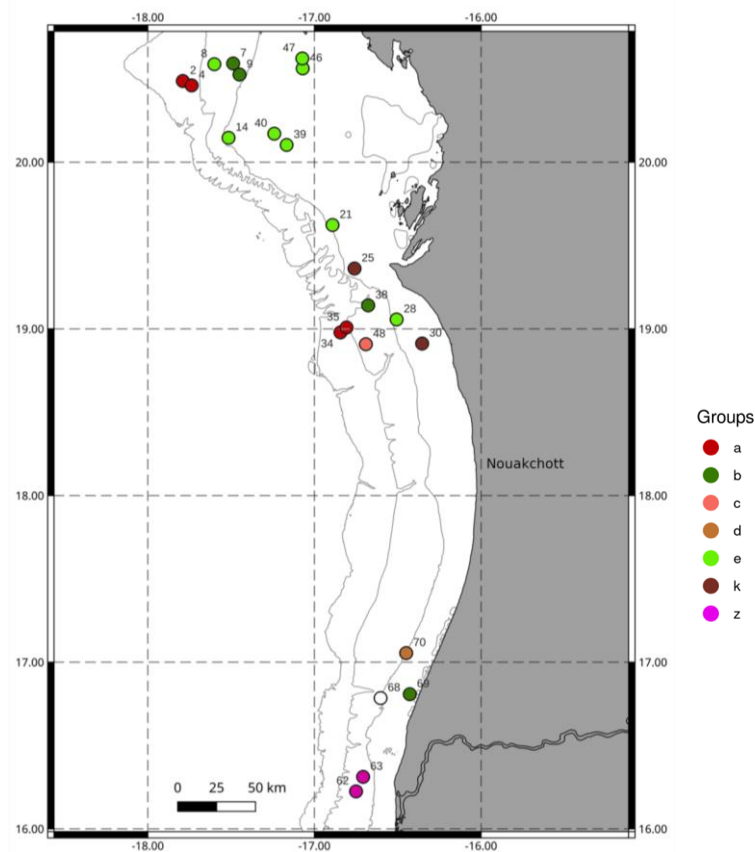 -18.00 -17.00 -16.00
47
8 7 46
2 4 9
14 40 39
20.00 20.00
21
25
38
35 28
19.00 19.00
34 48 30
Groups
a
Nouakchott b
c
18.00 18.00
d
e
k
z
70
17.00 17.00
68 69
63
0 25 50 km 62
16.00 16.00
-18.00 -17.00 -16.00